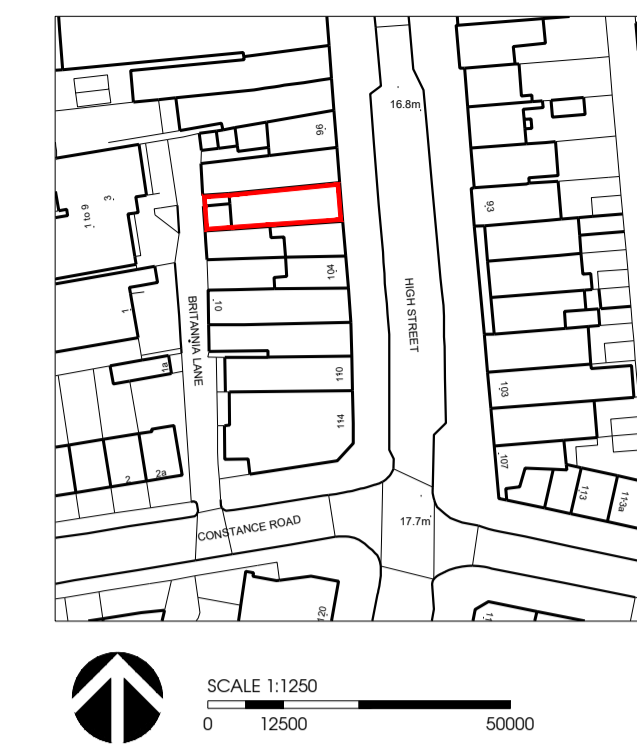 16.8m
96
93
3
1 to 9
104
10
HIGH STREET
BRITANNIA LANE
1
1a
110
103
114
107
2
2a
113
113a
17.7m
CONSTANCE ROAD
120
SCALE 1:1250
0 12500 50000